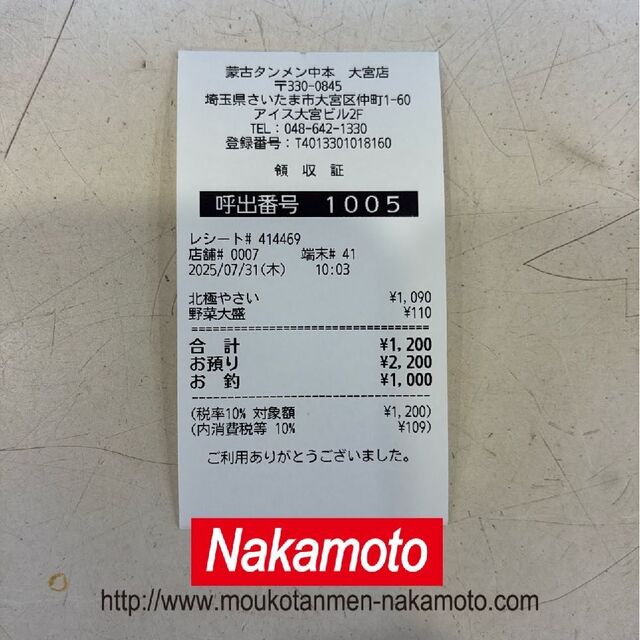 蒙古タンメン中本 大宮店
〒330-0845
埼玉県さいたま市大宮区仲町1-60
アイス大宮ビル2F
TEL:048-642-1330
登録番号:T4013301018160
領 収 証
呼出番号 1005
レシート# 414469
店舗# 0007 端末# 41
2025/07/31(木) 10:03
北極やさい ¥1,090
野菜大盛 ¥110
合 計 ¥1,200
お預り ¥2,200
お 釣 ¥1,000
(税率10% 対象額 ¥1,200)
(内消費税等 10% ¥109)
ご利用ありがとうございました。
Nakamoto
http://www.moukotanmen-nakamoto.com